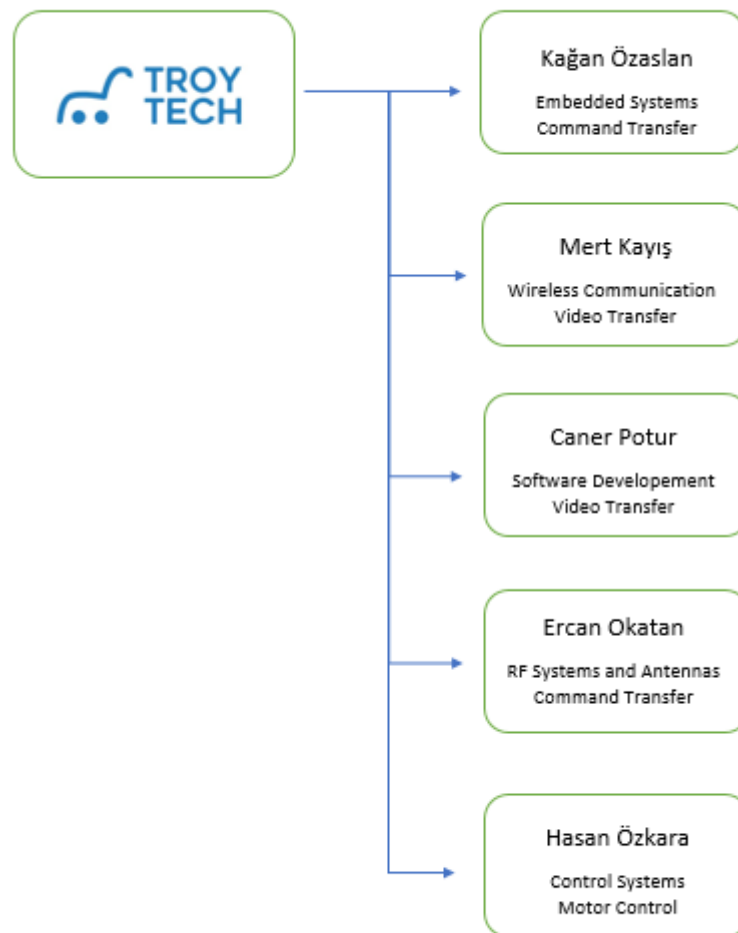 TROY
TECH
Kağan Özaslan
Embedded Systems
Command Transfer
Mert Kayış
Wireless Communication
Video Transfer
Caner Potur
Software Developement
Video Transfer
Ercan Okatan
RF Systems and Antennas
Command Transfer
Hasan Özkara
Control Systems
Motor Control